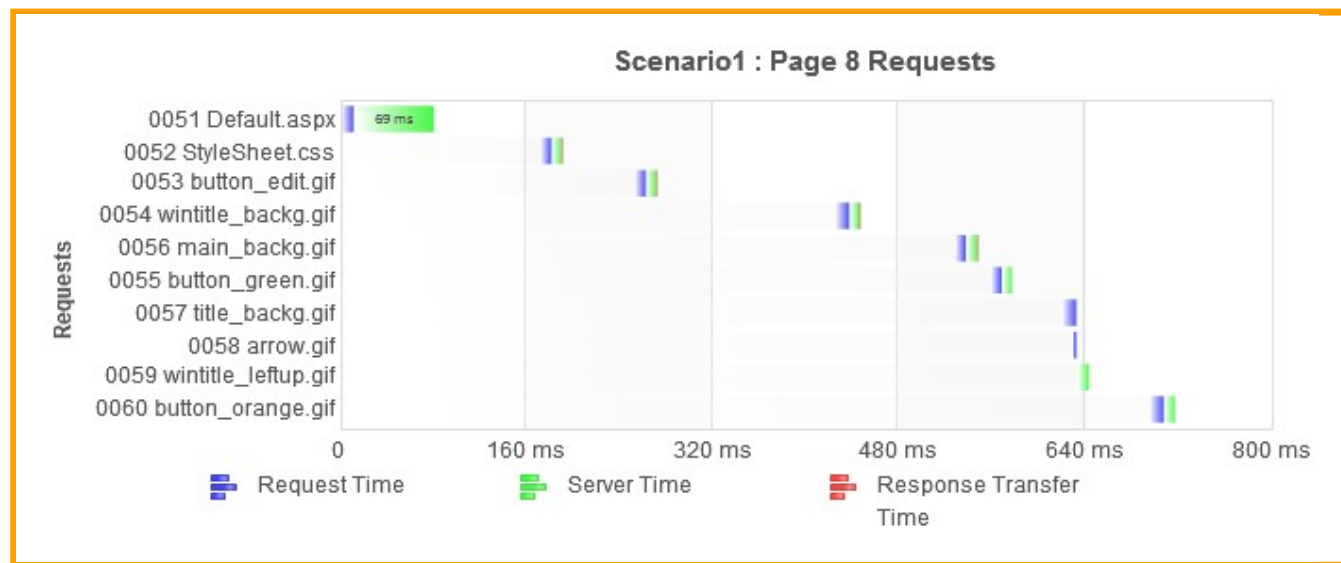 Scenario1 : Page 8 Requests
0051 Default.aspx
69 ms
0052 StyleSheet.css
0053 button_edit.gif
0054 wintitle_backg.gif
0056 main_backg.gif
0055 button_green.gif
0057 title_backg.gif
0058 arrow.gif
0059 wintitle_leftup.gif
0060 button_orange.gif
Requests
0 160 ms 320 ms 480 ms 640 ms 800 ms
Request Time Server Time Response Transfer
Time